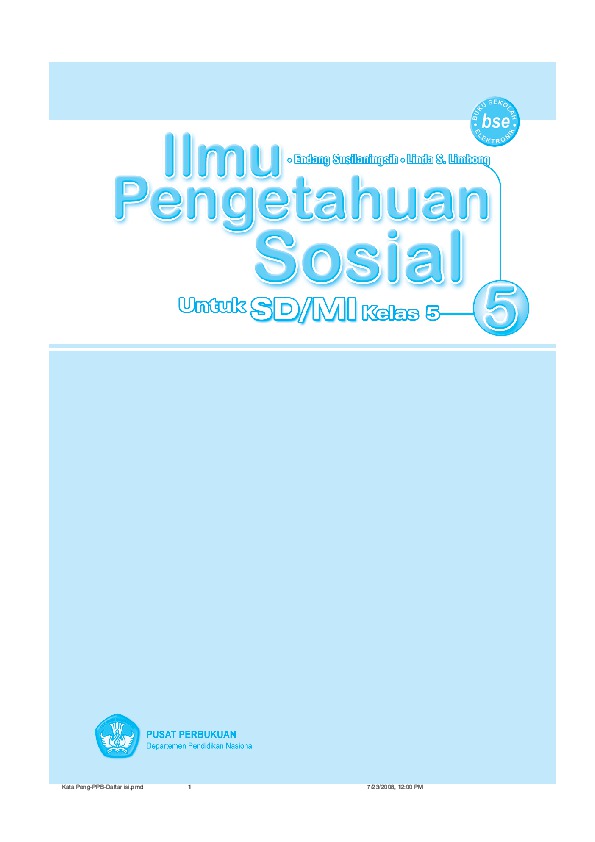 BUKU SEKOLAH
bse
ELEKTRONIK
Ilmu
• Endang Susilaningsih • Linda S. Limbong
Pengetahuan
Sosial
Untuk SD/MI Kelas 5
5
PUSAT PERBUKUAN
Departemen Pendidikan Nasional
Kata Peng-PPB-Daftar isi.pmd 1 7/23/2008, 12:00 PM